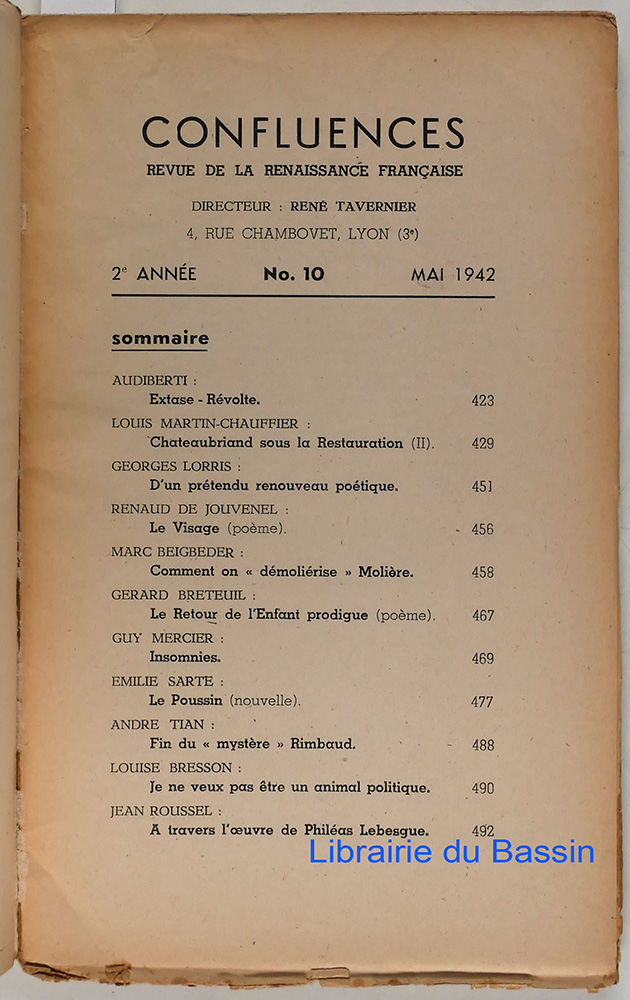 CONFLUENCES
REVUE DE LA RENAISSANCE FRANÇAISE
DIRECTEUR : RENÉ TAVERNIER
4, RUE CHAMBOVET, LYON (3e)
2e ANNÉE No. 10 MAI 1942
sommaire
AUDIBERTI :
Extase - Révolte. 423
LOUIS MARTIN-CHAUFFIER :
Chateaubriand sous la Restauration (II). 429
GEORGES LORRIS :
D'un prétendu renouveau poétique. 451
RENAUD DE JOUVENEL :
Le Visage (poème). 456
MARC BEIGBEDER :
Comment on « démoliérise » Molière. 458
GERARD BRETEUIL :
Le Retour de l'Enfant prodigue (poème). 467
GUY MERCIER :
Insomnies. 469
EMILIE SARTE :
Le Poussin (nouvelle). 477
ANDRE TIAN :
Fin du « mystère » Rimbaud. 488
LOUISE BRESSON :
Je ne veux pas être un animal politique. 490
JEAN ROUSSEL :
A travers l'œuvre de Philéas Lebesgue. 492
Librairie du Bassin